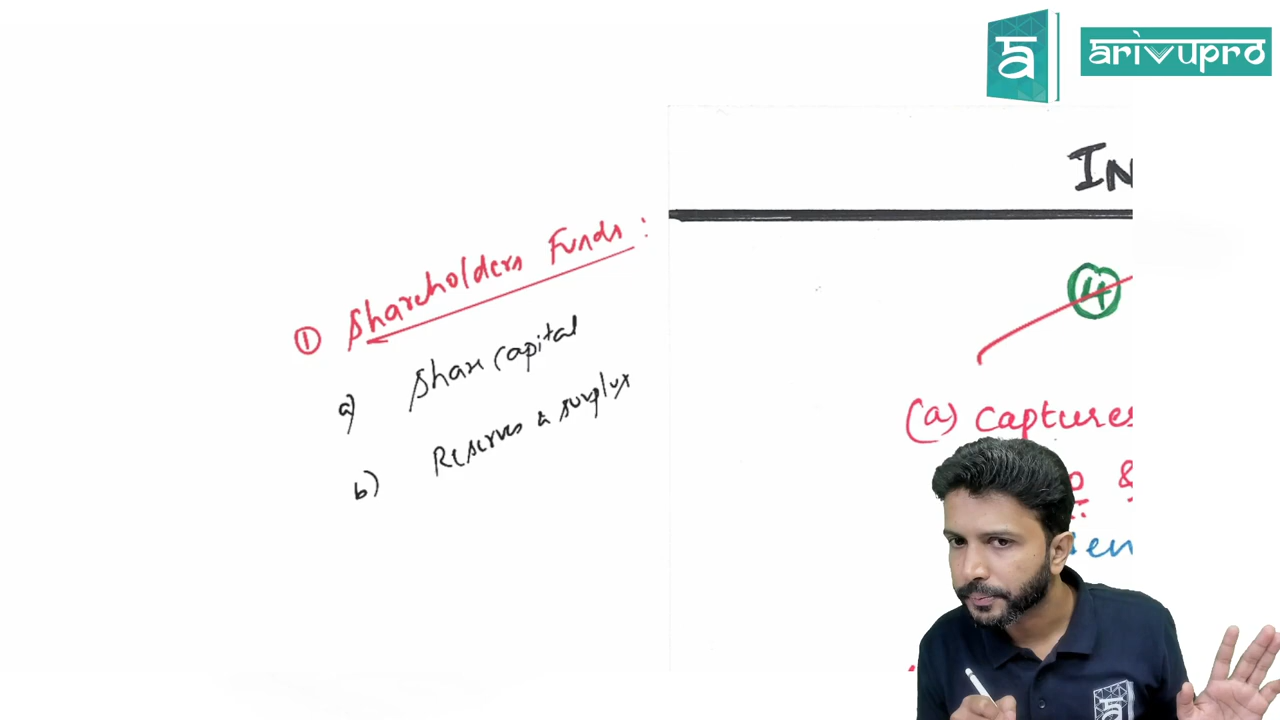 arivupro
IN
① Shareholders Funds:
④
a) Share capital
(a) captures
b) Reserves & surplus
&